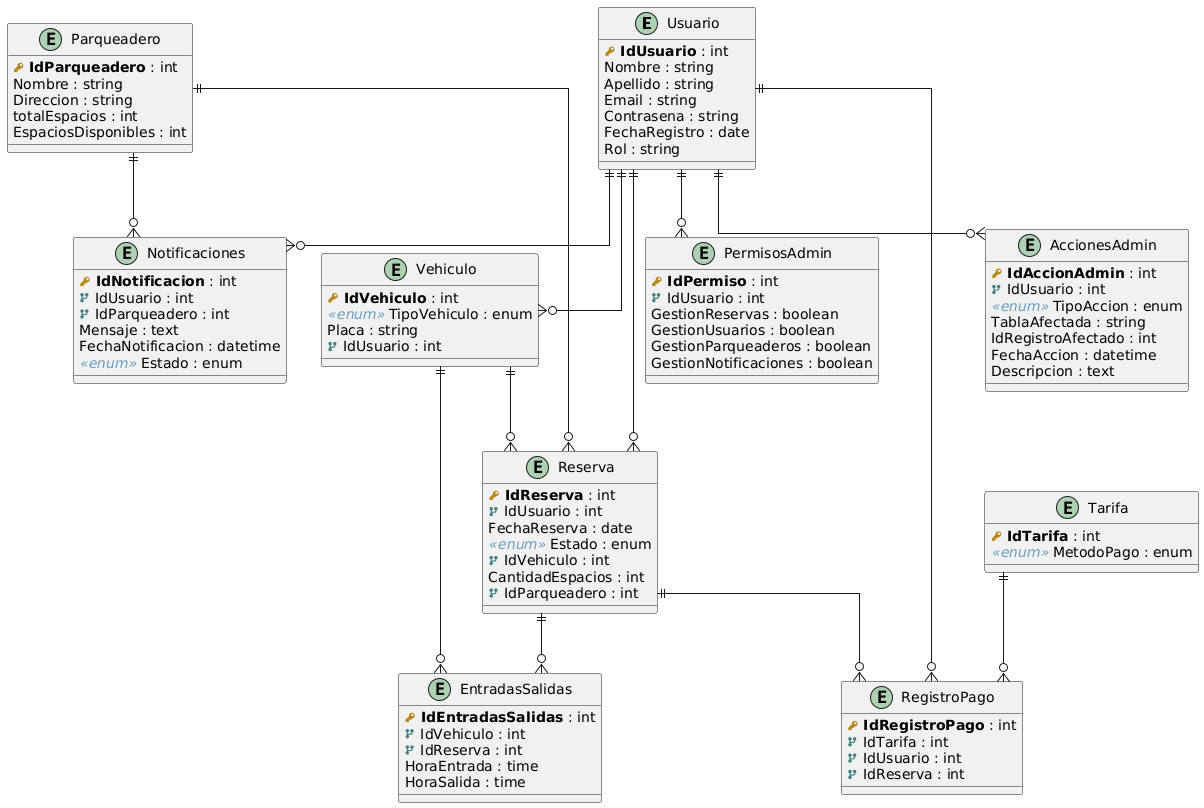 E Parqueadero
IdParqueadero : int
Nombre : string
Direccion : string
totalEspacios : int
EspaciosDisponibles : int
E Usuario
IdUsuario : int
Nombre : string
Apellido : string
Email : string
Contrasena : string
FechaRegistro : date
Rol : string
E Notificaciones
IdNotificacion : int
IdUsuario : int
IdParqueadero : int
Mensaje : text
FechaNotificacion : datetime
«enum» Estado : enum
E Vehiculo
IdVehiculo : int
«enum» TipoVehiculo : enum
Placa : string
IdUsuario : int
E PermisosAdmin
IdPermiso : int
IdUsuario : int
GestionReservas : boolean
GestionUsuarios : boolean
GestionParqueaderos : boolean
GestionNotificaciones : boolean
E AccionesAdmin
IdAccionAdmin : int
IdUsuario : int
«enum» TipoAccion : enum
TablaAfectada : string
IdRegistroAfectado : int
FechaAccion : datetime
Descripcion : text
E Reserva
IdReserva : int
IdUsuario : int
FechaReserva : date
«enum» Estado : enum
IdVehiculo : int
CantidadEspacios : int
IdParqueadero : int
E Tarifa
IdTarifa : int
«enum» MetodoPago : enum
E EntradasSalidas
IdEntradasSalidas : int
IdVehiculo : int
IdReserva : int
HoraEntrada : time
HoraSalida : time
E RegistroPago
IdRegistroPago : int
IdTarifa : int
IdUsuario : int
IdReserva : int